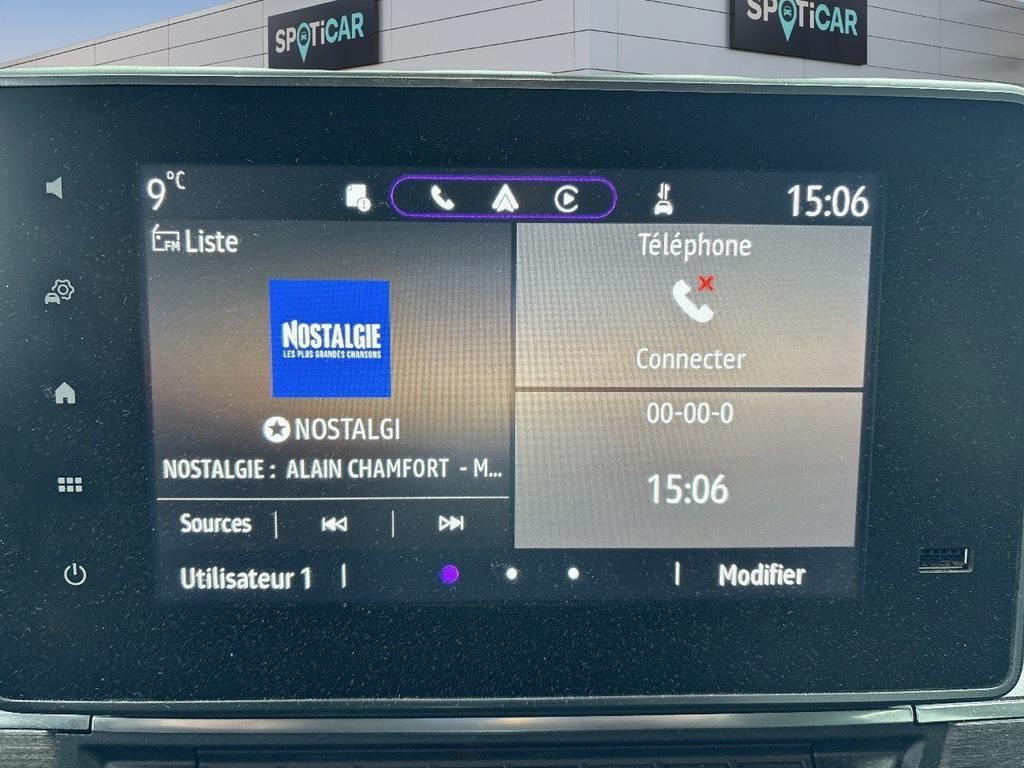 SPOTiCAR
SPOTiCAR
9°C
15:06
FM Liste
Téléphone
NOSTALGIE
LES PLUS GRANDES CHANSONS
Connecter
00-00-0
NOSTALGI
NOSTALGIE : ALAIN CHAMFORT - M...
15:06
Sources
Utilisateur 1
Modifier